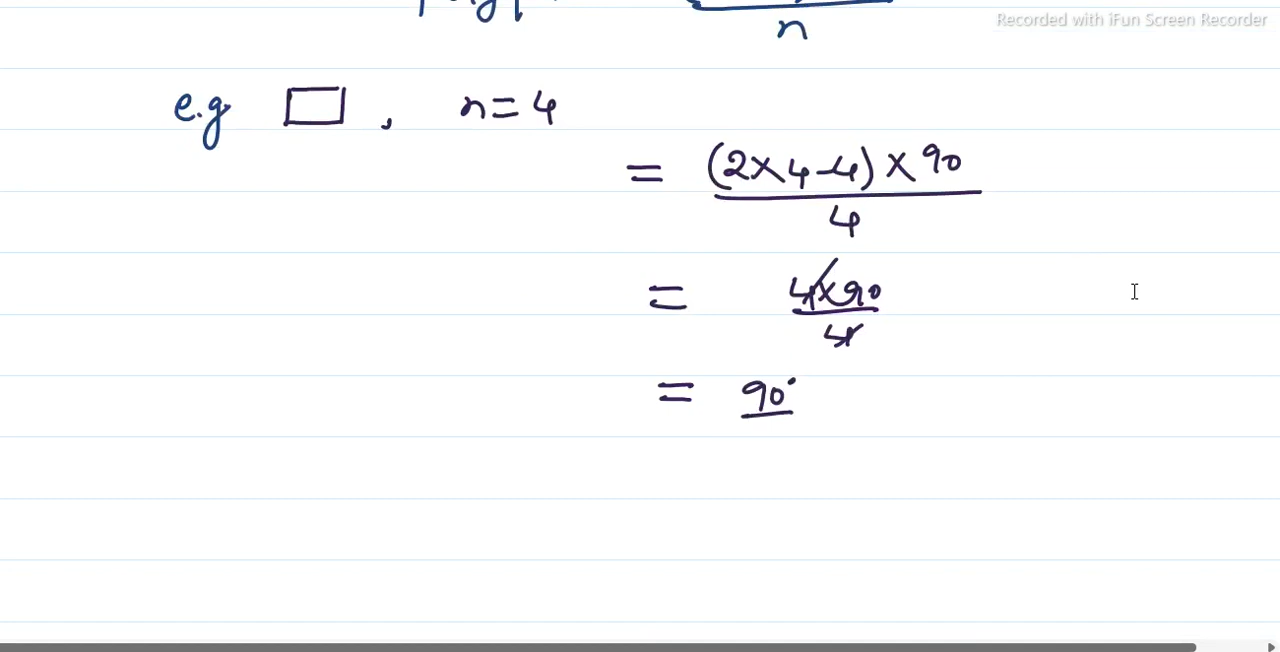 n
Recorded with iFun Screen Recorder
e.g □, n = 4
= (2×4-4)×90
4
= 4×90
4
= 90°